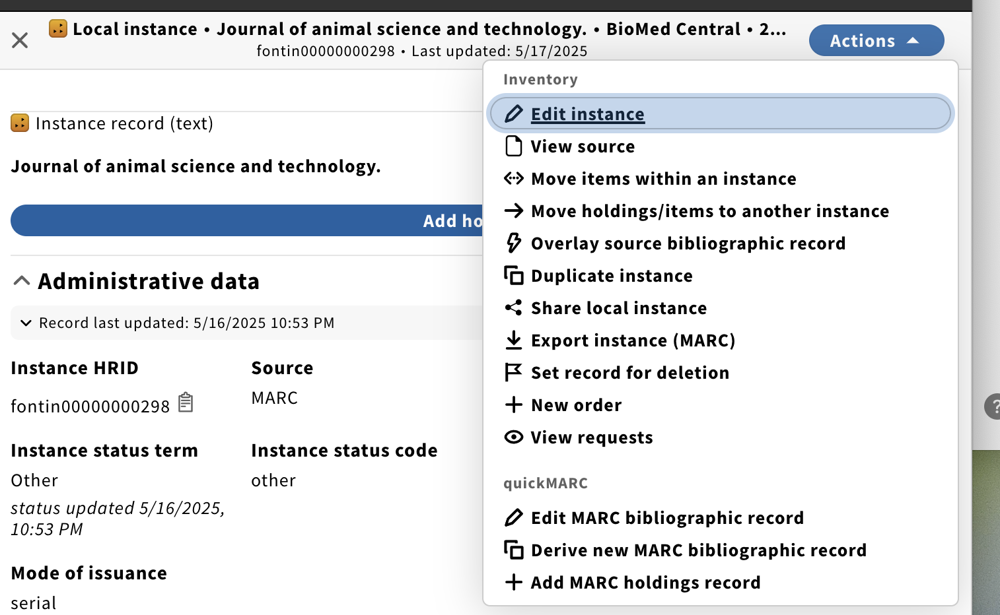 Local instance • Journal of animal science and technology. • BioMed Central • 2...
fontin00000000298 • Last updated: 5/17/2025
Actions
Inventory
Edit instance
View source
Move items within an instance
Move holdings/items to another instance
Overlay source bibliographic record
Duplicate instance
Share local instance
Export instance (MARC)
Set record for deletion
New order
View requests
quickMARC
Edit MARC bibliographic record
Derive new MARC bibliographic record
Add MARC holdings record
Instance record (text)
Journal of animal science and technology.
Add ho
Administrative data
Record last updated: 5/16/2025 10:53 PM
Instance HRID
fontin00000000298
Source
MARC
Instance status term
Other
status updated 5/16/2025,
10:53 PM
Instance status code
other
Mode of issuance
serial
?